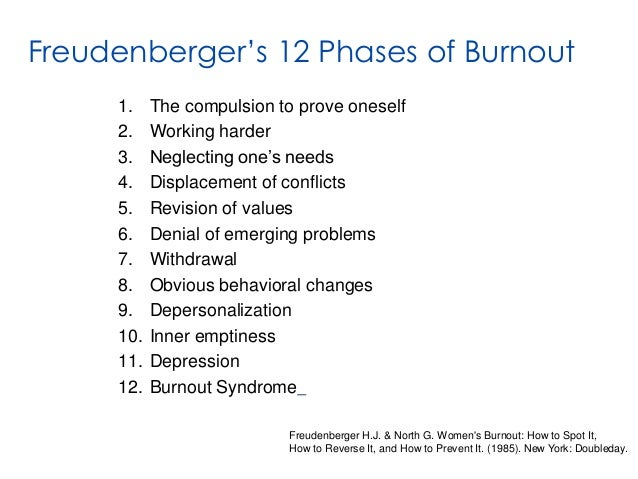 Freudenberger’s 12 Phases of Burnout
1. The compulsion to prove oneself
2. Working harder
3. Neglecting one’s needs
4. Displacement of conflicts
5. Revision of values
6. Denial of emerging problems
7. Withdrawal
8. Obvious behavioral changes
9. Depersonalization
10. Inner emptiness
11. Depression
12. Burnout Syndrome_
Freudenberger H.J. & North G. Women's Burnout: How to Spot It,
How to Reverse It, and How to Prevent It. (1985). New York: Doubleday.